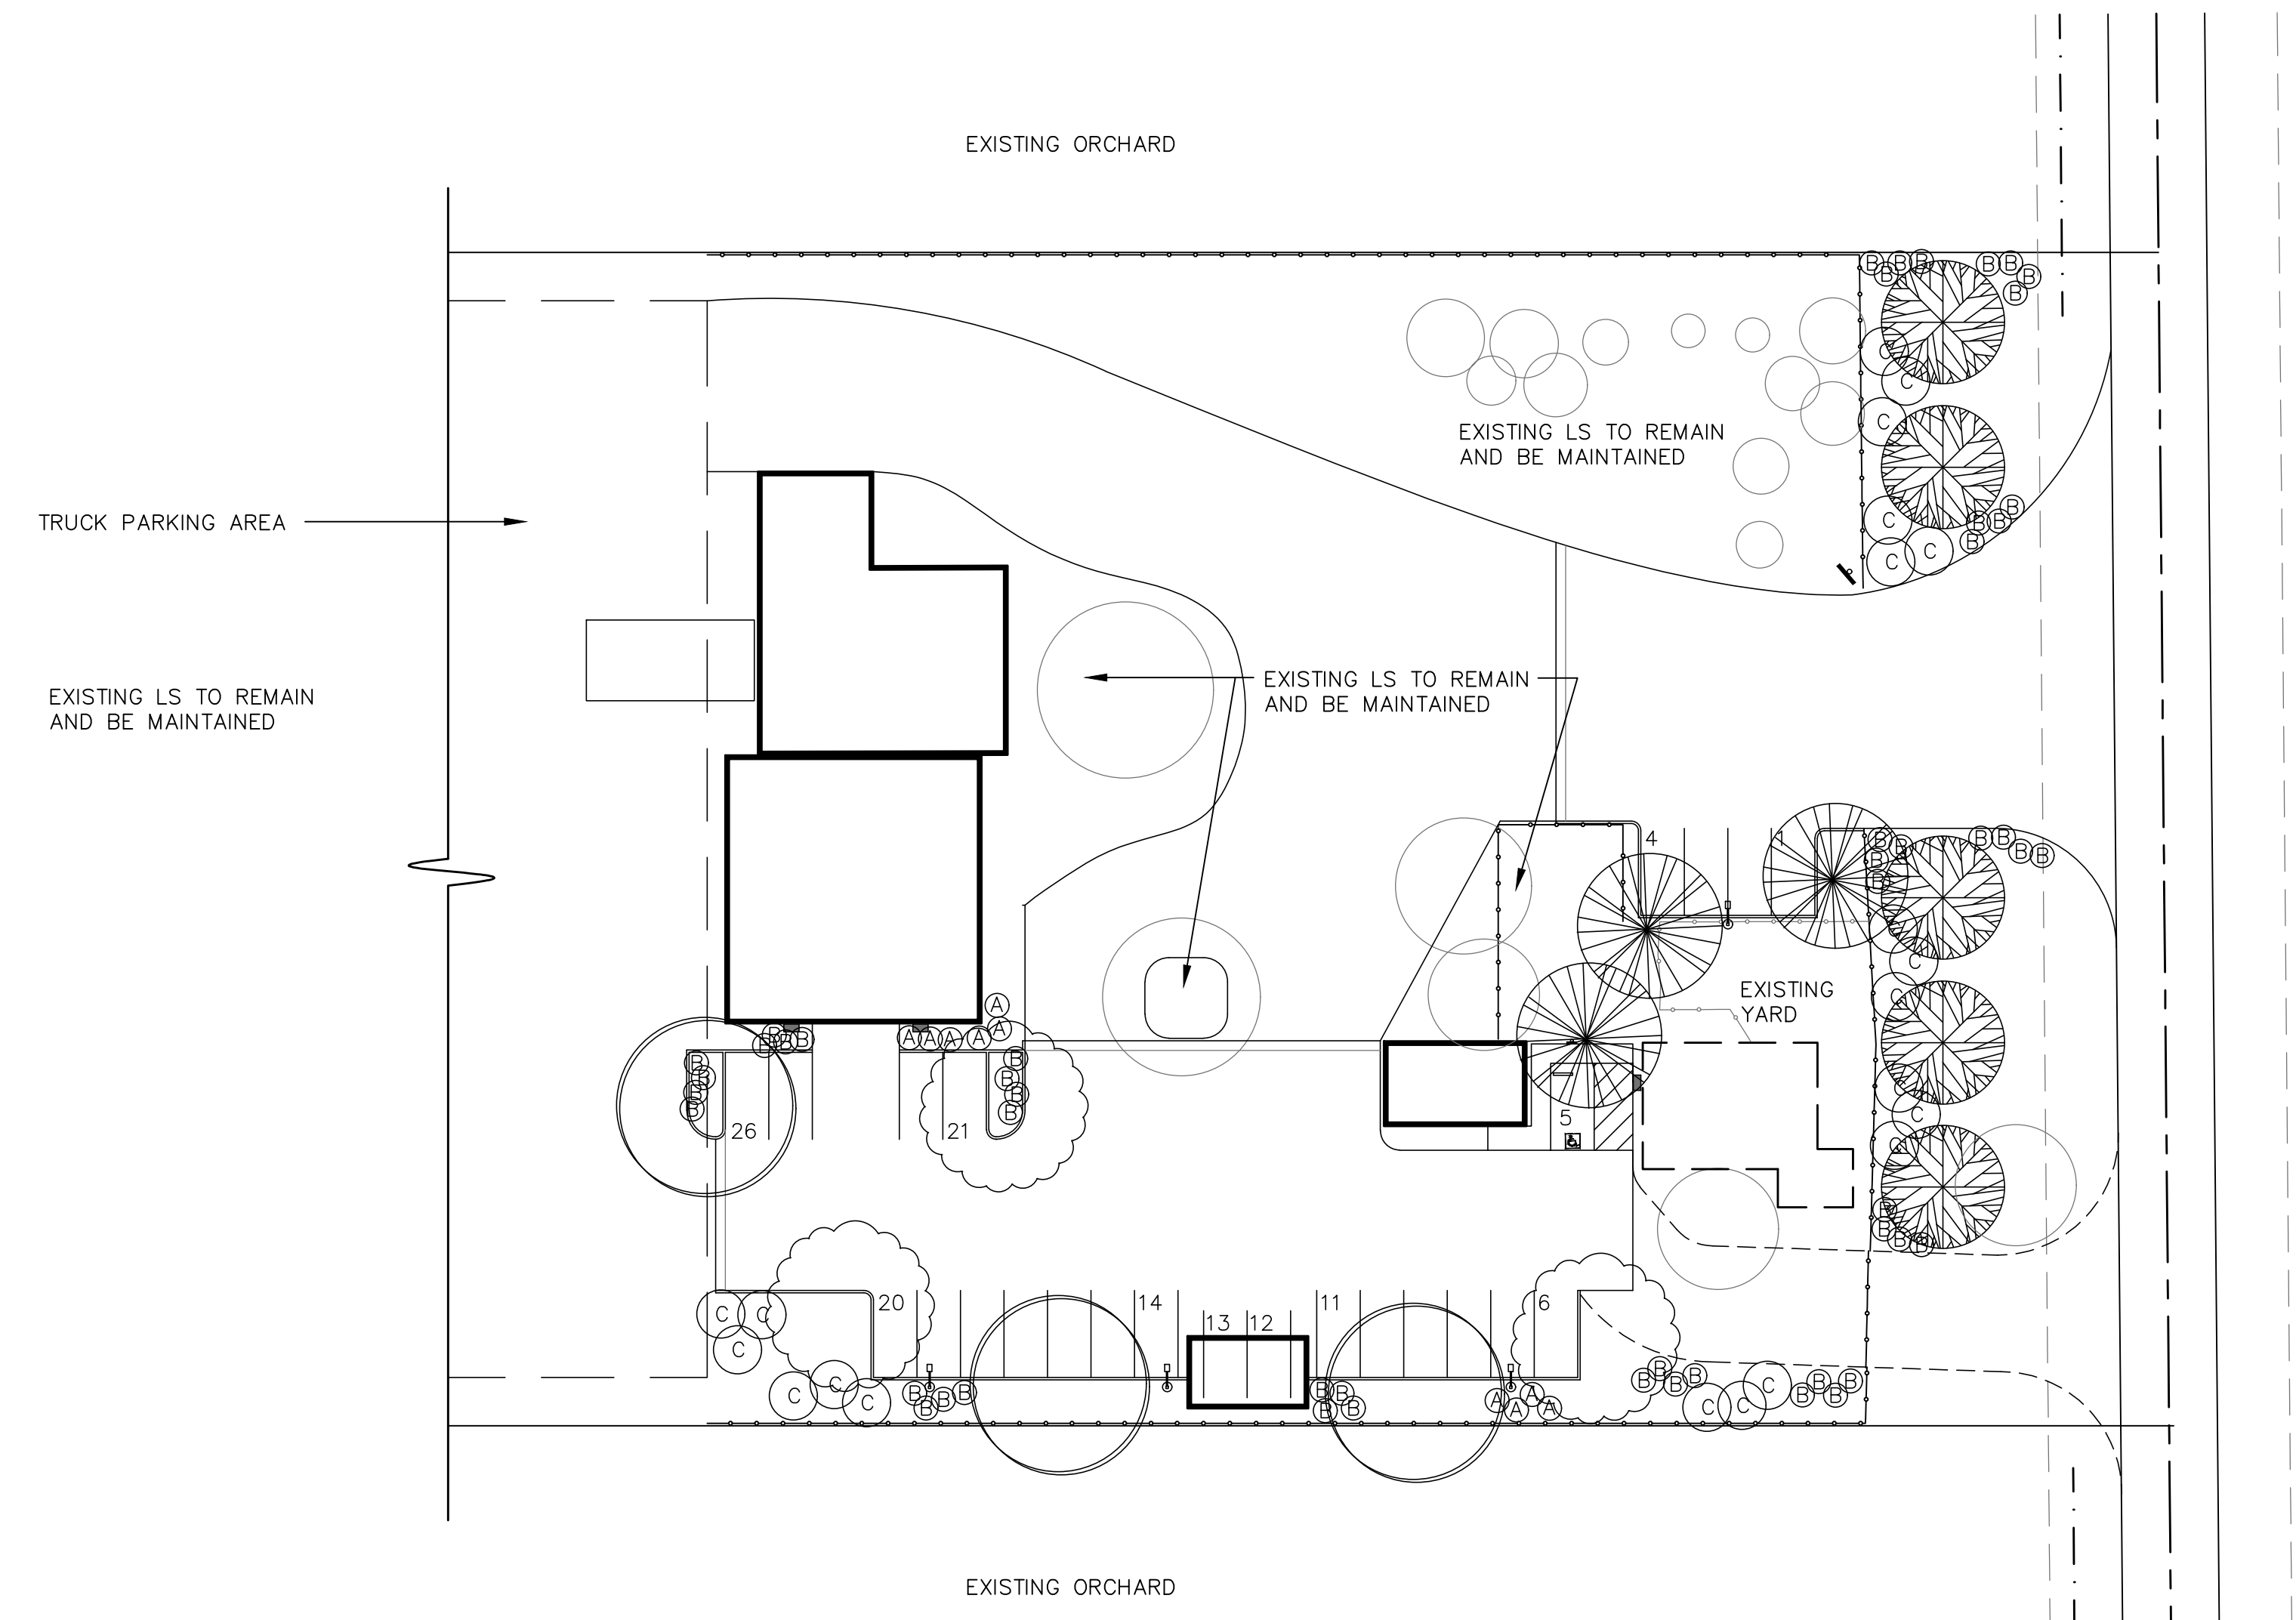 EXISTING ORCHARD
B B B B B B B B
C
C
C
EXISTING LS TO REMAIN
AND BE MAINTAINED
B B B B
C C C
TRUCK PARKING AREA
EXISTING LS TO REMAIN
AND BE MAINTAINED
EXISTING LS TO REMAIN
AND BE MAINTAINED
4 1
B B B B B B B B
C
C
C
EXISTING
YARD
A
A
B B B B A A A A
B B
B B
B B
B B
C
C
C
26 21 5
B B B B
20 14 13 12 11 6
C C
C
C C C
B B B B
B B B B
A A A A
B B B B
C C C
B B B B
EXISTING ORCHARD